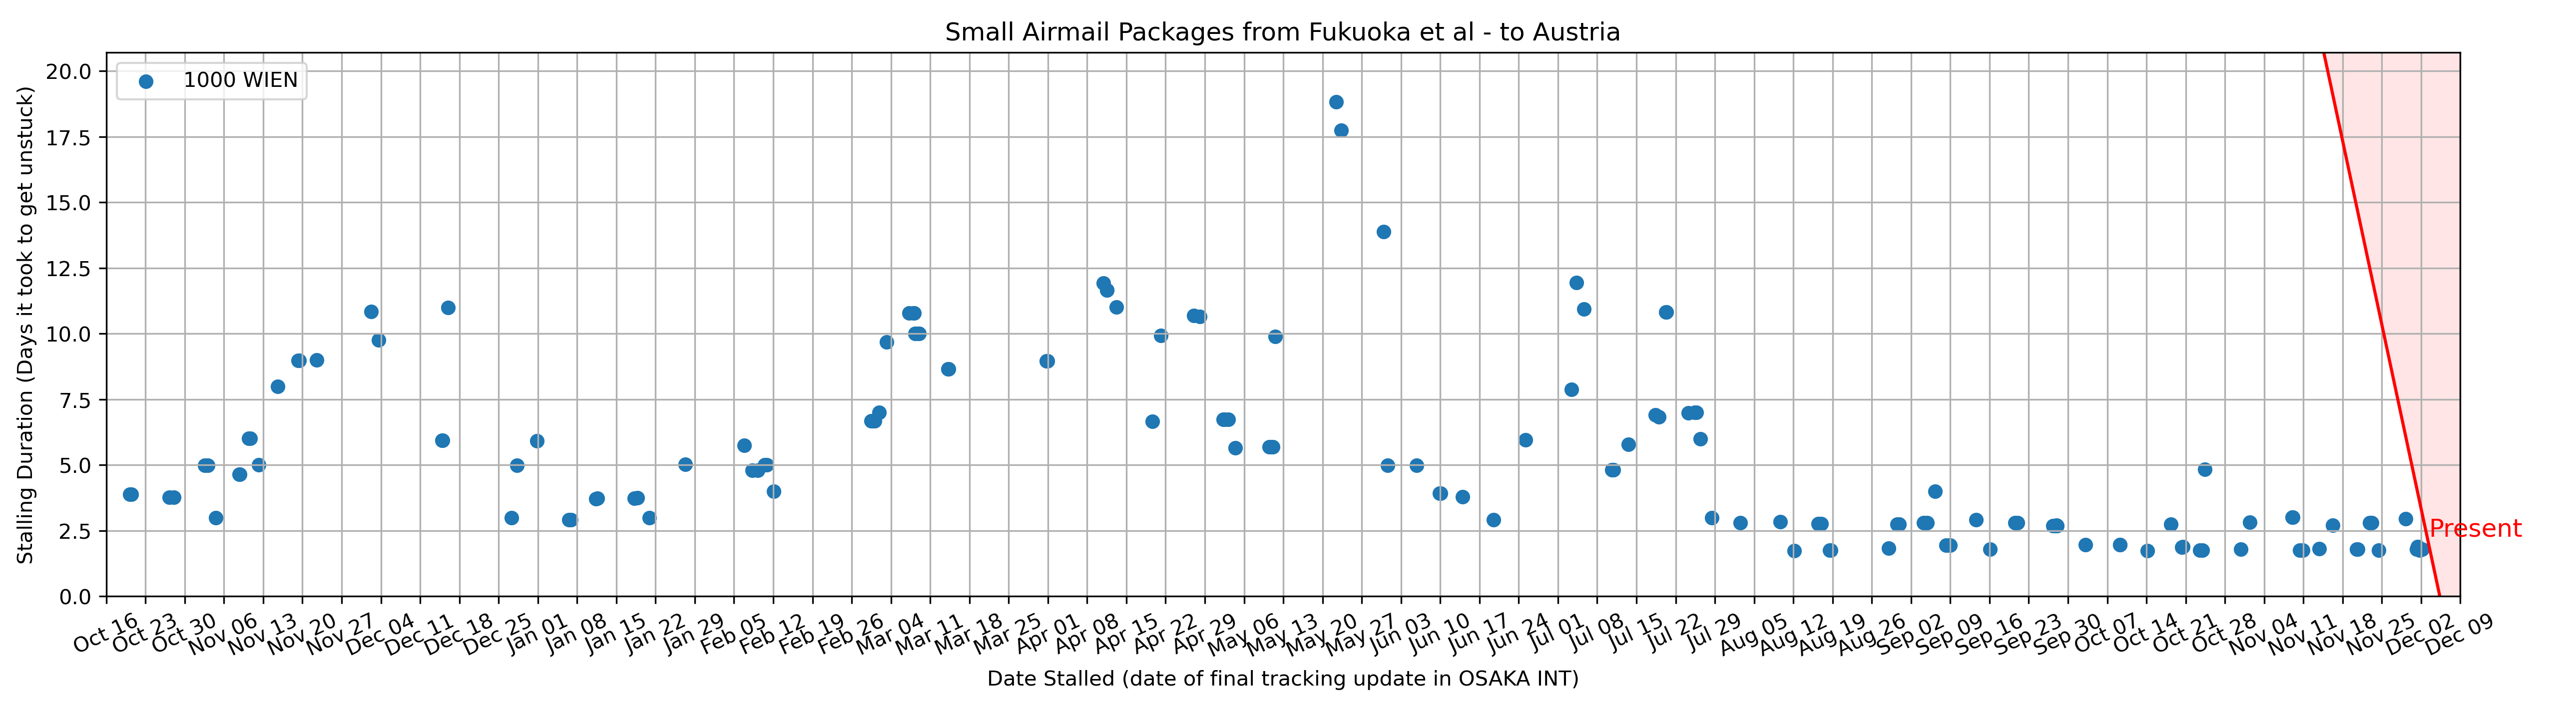 Small Airmail Packages from Fukuoka et al - to Austria
1000 WIEN
Stalling Duration (Days it took to get unstuck)
20.0
17.5
15.0
12.5
10.0
7.5
5.0
2.5
0.0
Present
Oct 16 Oct 23 Oct 30 Nov 06 Nov 13 Nov 20 Nov 27 Dec 04 Dec 11 Dec 18 Dec 25 Jan 01 Jan 08 Jan 15 Jan 22 Jan 29 Feb 05 Feb 12 Feb 19 Feb 26 Mar 04 Mar 11 Mar 18 Mar 25 Apr 01 Apr 08 Apr 15 Apr 22 Apr 29 May 06 May 13 May 20 May 27 Jun 03 Jun 10 Jun 17 Jun 24 Jul 01 Jul 08 Jul 15 Jul 22 Jul 29 Aug 05 Aug 12 Aug 19 Aug 26 Sep 02 Sep 09 Sep 16 Sep 23 Sep 30 Oct 07 Oct 14 Oct 21 Oct 28 Nov 04 Nov 11 Nov 18 Nov 25 Dec 02 Dec 09
Date Stalled (date of final tracking update in OSAKA INT)